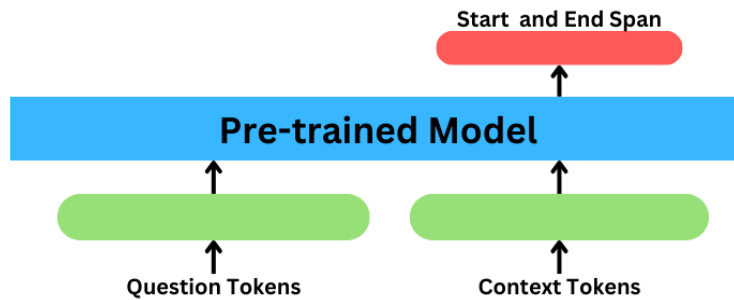 Start and End Span
Pre-trained Model
Question Tokens
Context Tokens